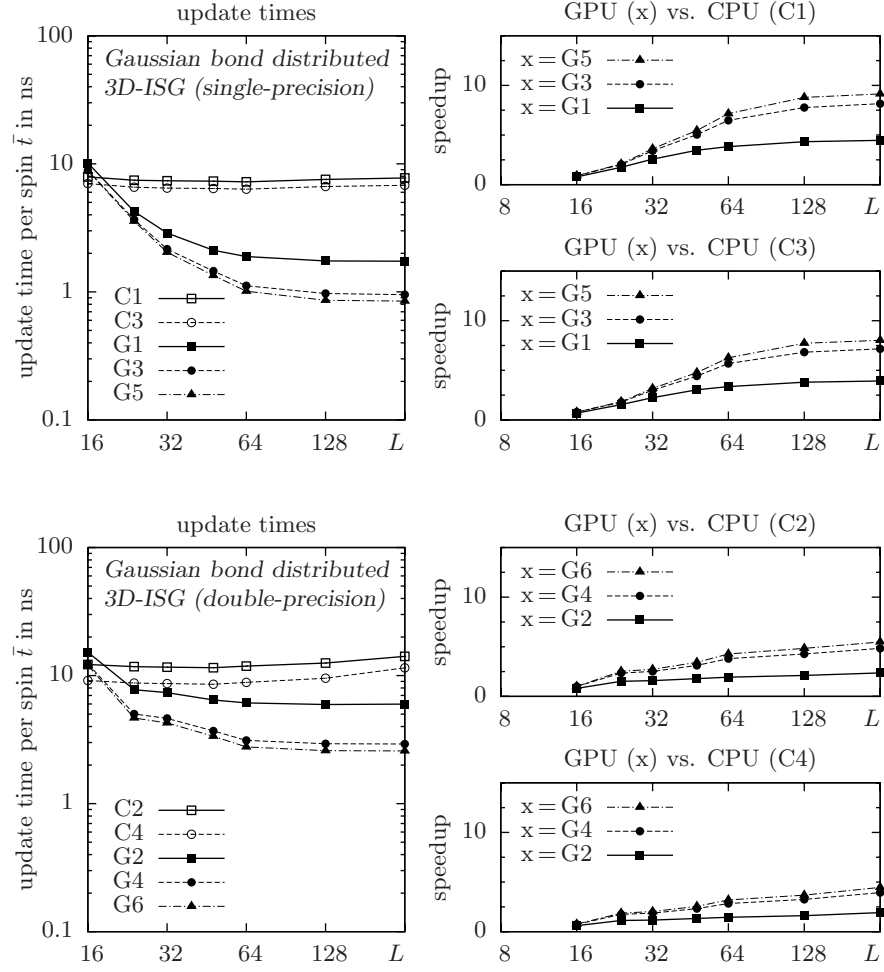 update times
100
10
1
0.1
update time per spin t̄ in ns
Gaussian bond distributed
3D-ISG (single-precision)
C1
C3
G1
G3
G5
16 32 64 128 L
GPU (x) vs. CPU (C1)
speedup
10
0
x = G5
x = G3
x = G1
8 16 32 64 128 L
GPU (x) vs. CPU (C3)
speedup
10
0
x = G5
x = G3
x = G1
8 16 32 64 128 L
update times
100
10
1
0.1
update time per spin t̄ in ns
Gaussian bond distributed
3D-ISG (double-precision)
C2
C4
G2
G4
G6
16 32 64 128 L
GPU (x) vs. CPU (C2)
speedup
10
0
x = G6
x = G4
x = G2
8 16 32 64 128 L
GPU (x) vs. CPU (C4)
speedup
10
0
x = G6
x = G4
x = G2
8 16 32 64 128 L